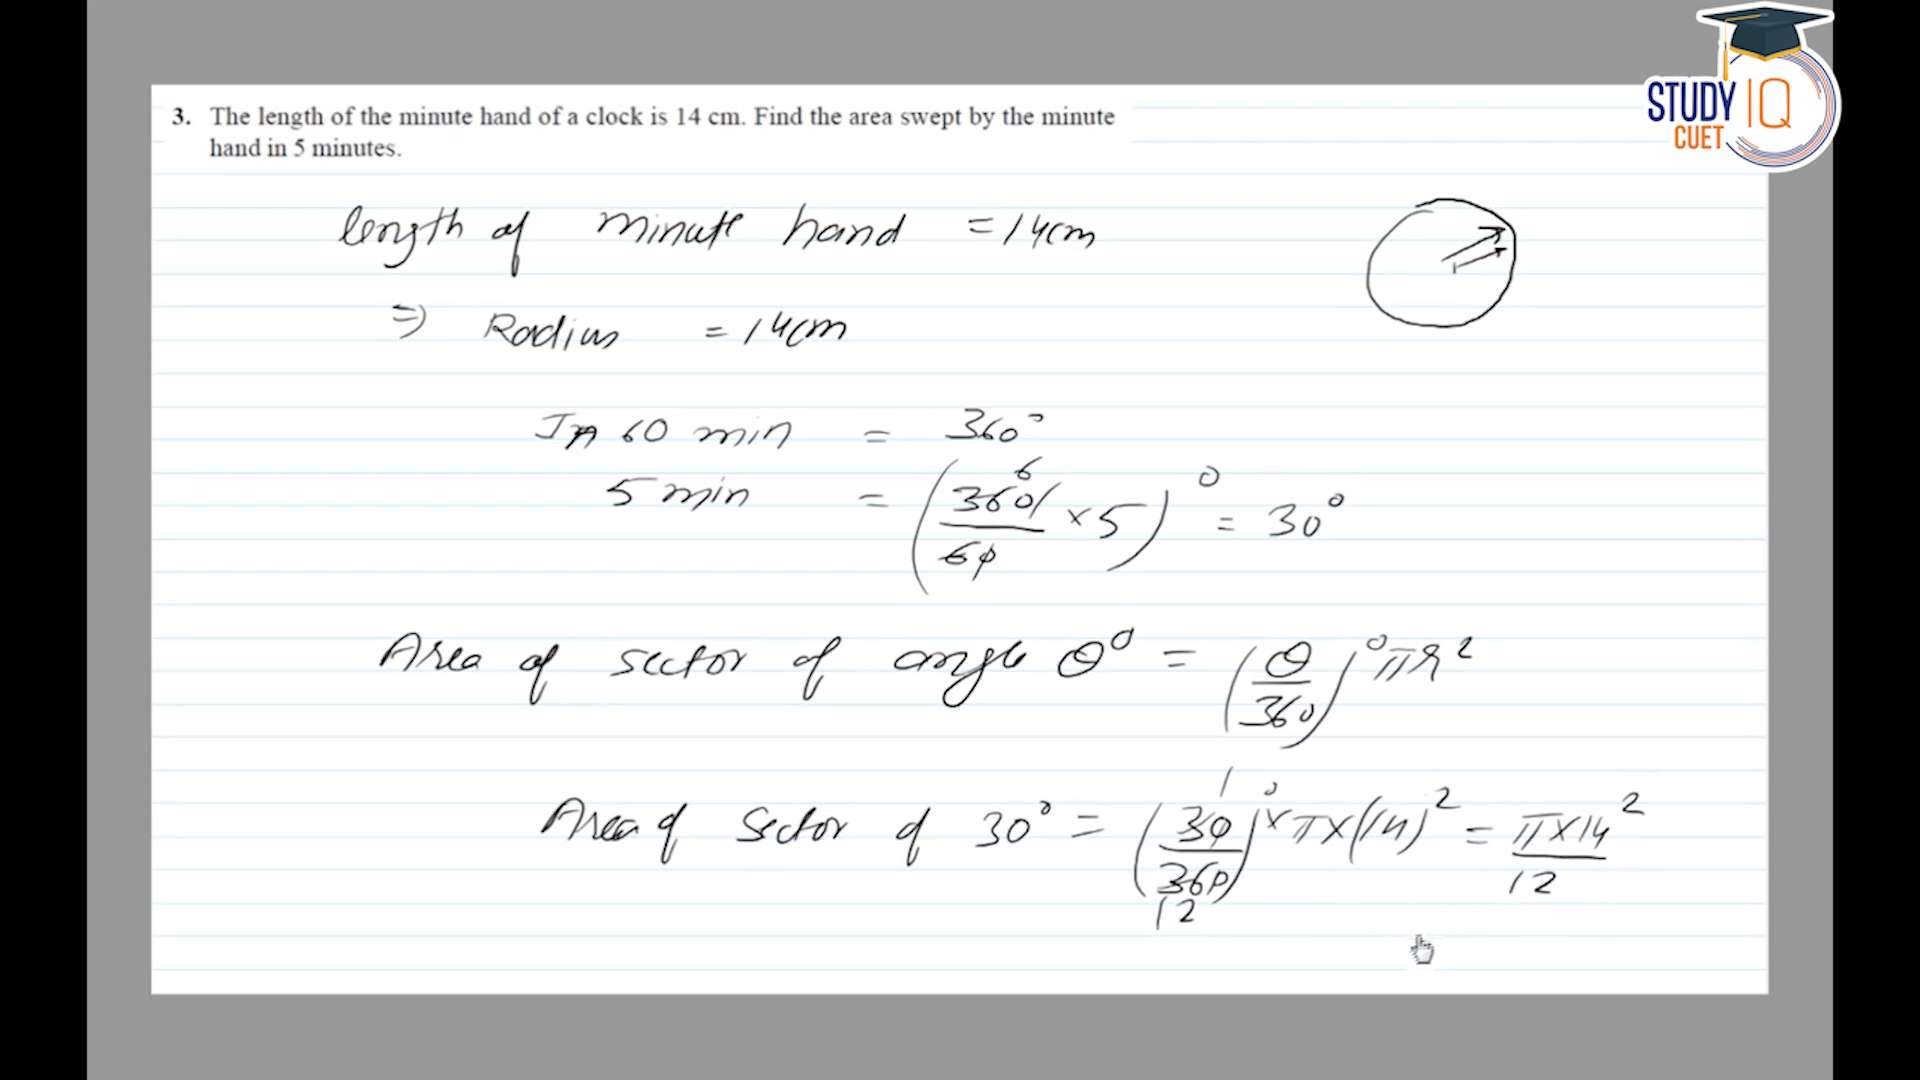 STUDY IQ
CUET
3. The length of the minute hand of a clock is 14 cm. Find the area swept by the minute
hand in 5 minutes.
length of minute hand = 14cm
⇒ Radius = 14cm
In 60 min = 360°
5 min = (360/60 × 5)° = 30°
6
Area of sector of angle θ° = (θ/360)° πr²
Area of sector of 30° = (30/360)° × π × (14)² = π × 14²/12
1
12